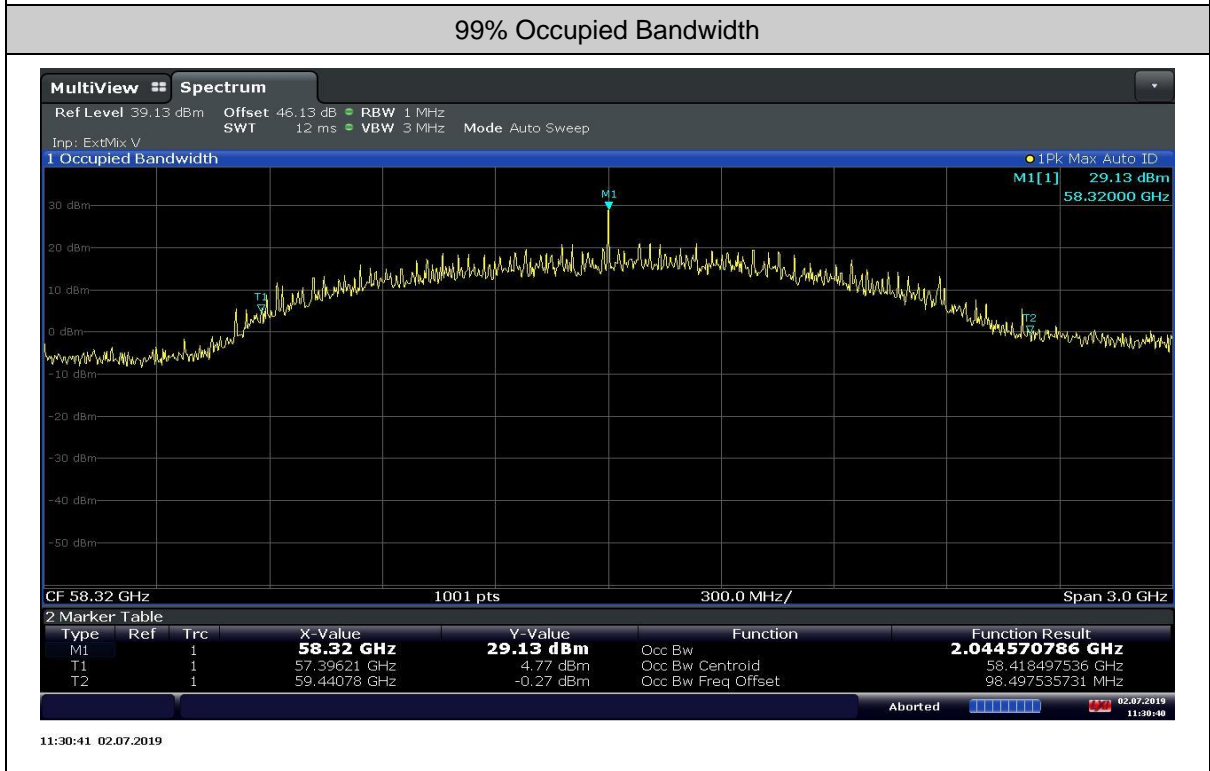 99% Occupied Bandwidth
MultiView Spectrum
Ref Level 39.13 dBm Offset 46.13 dB RBW 1 MHz
SWT 12 ms VBW 3 MHz Mode Auto Sweep
Inp: ExtMix V
1 Occupied Bandwidth 1Pk Max Auto ID
M1[1] 29.13 dBm
58.32000 GHz
M1
30 dBm
20 dBm
10 dBm
T1
0 dBm
T2
-10 dBm
-20 dBm
-30 dBm
-40 dBm
-50 dBm
CF 58.32 GHz 1001 pts 300.0 MHz/ Span 3.0 GHz
2 Marker Table
Type Ref Trc X-Value Y-Value Function Function Result
M1 1 58.32 GHz 29.13 dBm Occ Bw 2.044570786 GHz
T1 1 57.39621 GHz 4.77 dBm Occ Bw Centroid 58.418497536 GHz
T2 1 59.44078 GHz -0.27 dBm Occ Bw Freq Offset 98.497535731 MHz
Aborted 02.07.2019
11:30:40
11:30:41 02.07.2019